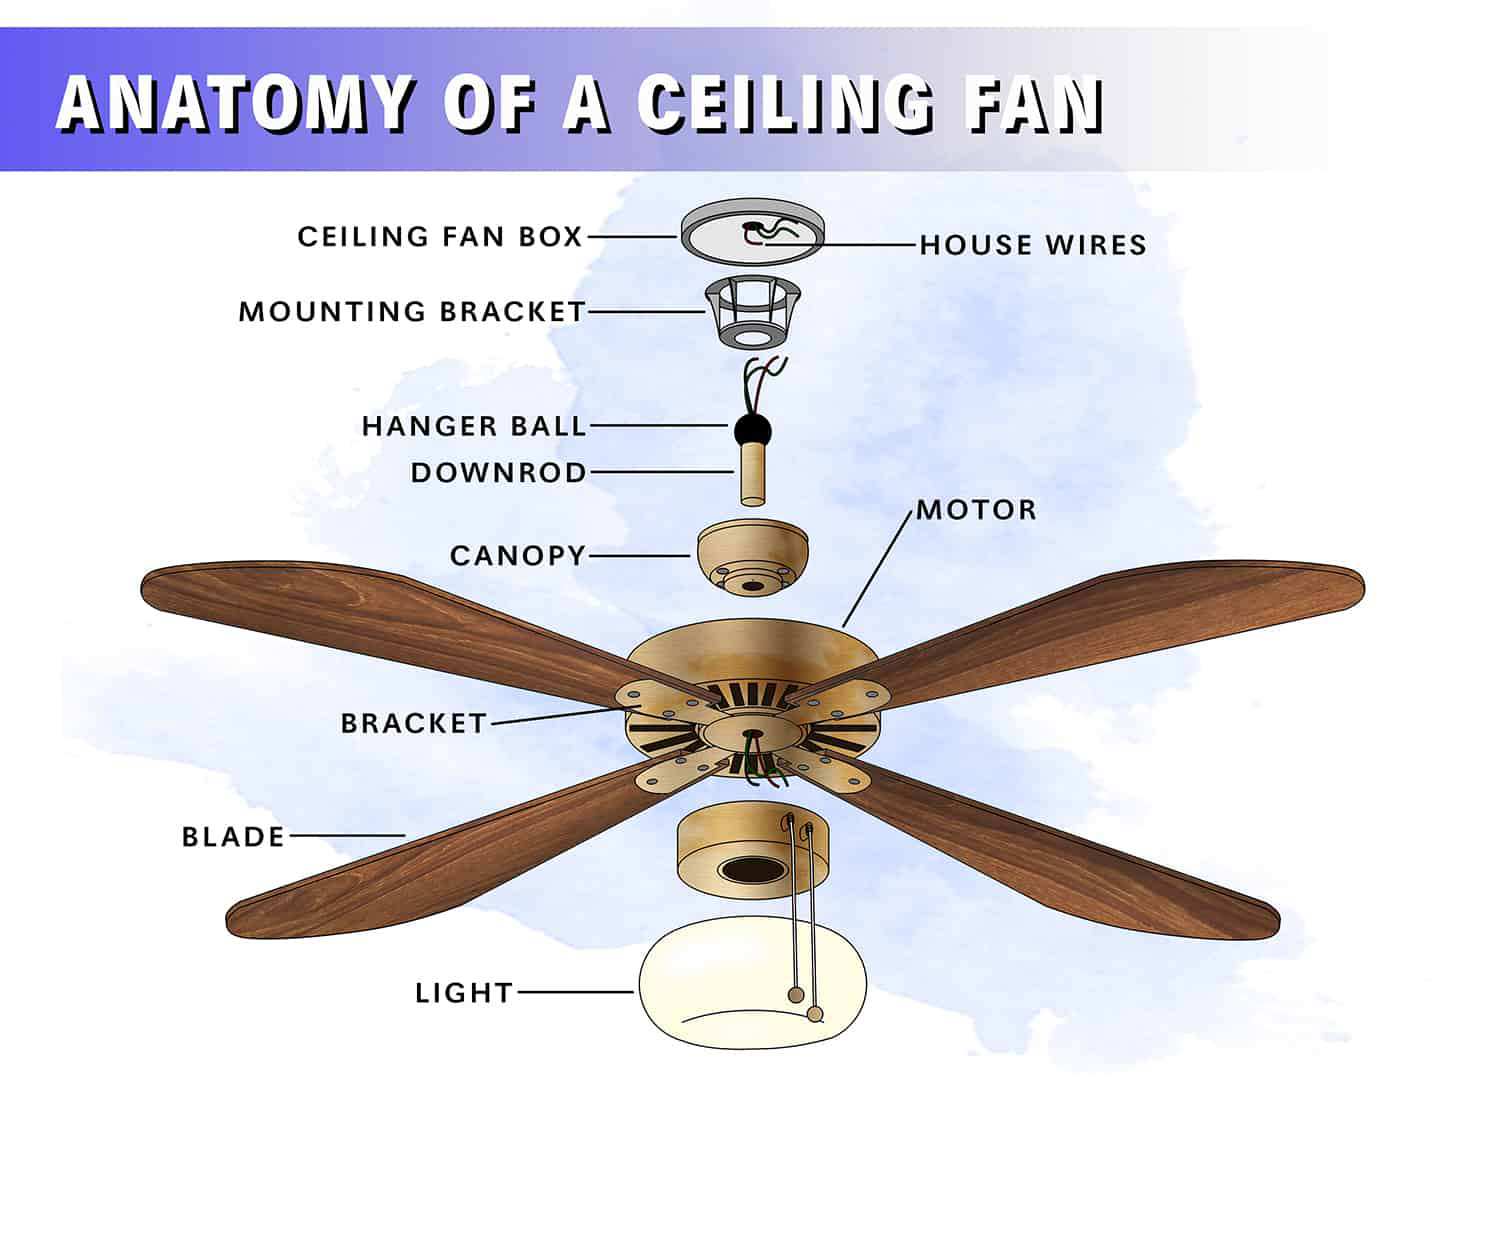 ANATOMY OF A CEILING FAN
CEILING FAN BOX
HOUSE WIRES
MOUNTING BRACKET
HANGER BALL
DOWNROD
MOTOR
CANOPY
BRACKET
BLADE
LIGHT